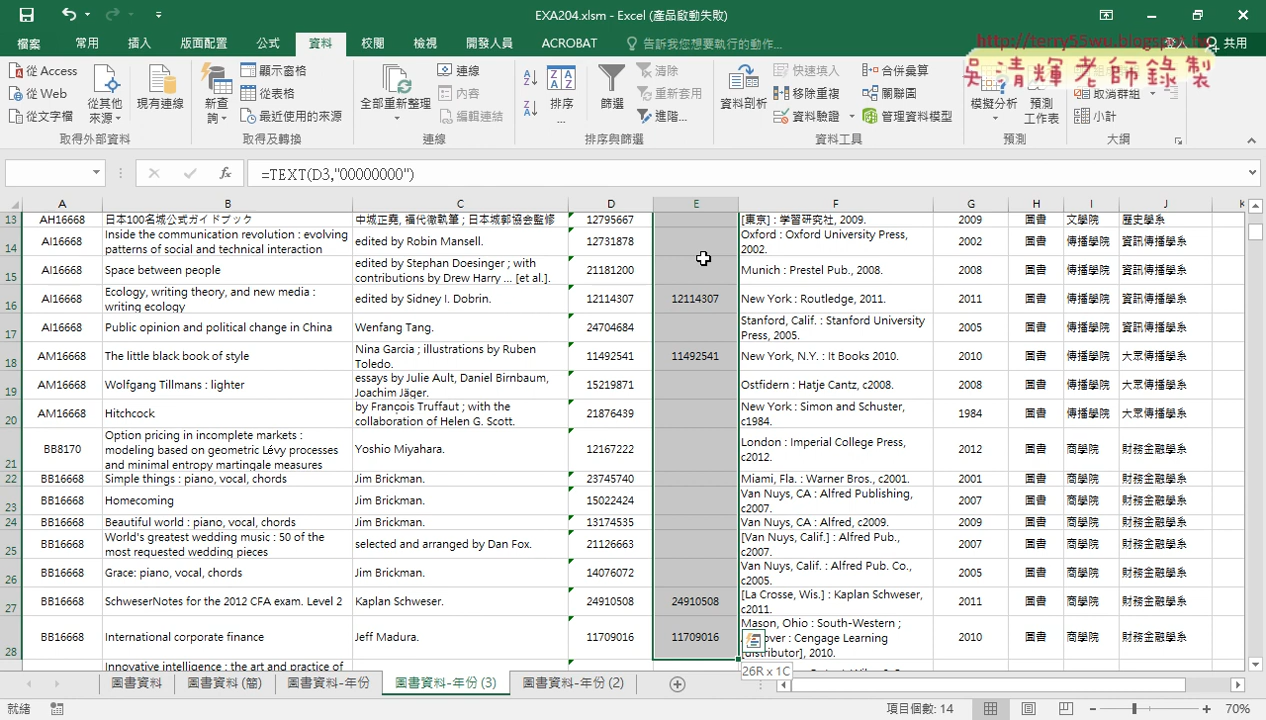 EXA204.xlsm - Excel (產品啟動失敗)
檔案 常用 插入 版面配置 公式 資料 校閱 檢視 開發人員 ACROBAT 告訴我您想要執行的動作... 登入 共用
http://terry55wu.blogspot.tw
吳清輝老師錄製
從 Access 從 Web 從文字檔 從其他來源 現有連線
取得外部資料
新查詢 顯示窗格 從表格 最近使用的來源
取得及轉換
全部重新整理 連線 內容 編輯連結
連線
排序... 篩選 清除 重新套用 進階...
排序與篩選
資料剖析 快速填入 移除重複 資料驗證 合併彙算 關聯圖 管理資料模型
資料工具
模擬分析 預測工作表
預測
取消群組 小計
大綱
fx =TEXT(D3,"00000000")
A B C D E F G H I J K
13 AH16668 日本100名城公式ガイドブック 中城正堯, 福代徹執筆 ; 日本城郭協会監修 12795667 [東京] : 学習研究社, 2009. 2009 圖書 文學院 歷史學系
14 AI16668 Inside the communication revolution : evolving patterns of social and technical interaction edited by Robin Mansell. 12731878 Oxford : Oxford University Press, 2002. 2002 圖書 傳播學院 資訊傳播學系
15 AI16668 Space between people edited by Stephan Doesinger ; with contributions by Drew Harry ... [et al.]. 21181200 Munich : Prestel Pub., 2008. 2008 圖書 傳播學院 資訊傳播學系
16 AI16668 Ecology, writing theory, and new media : writing ecology edited by Sidney I. Dobrin. 12114307 12114307 New York : Routledge, 2011. 2011 圖書 傳播學院 資訊傳播學系
17 AI16668 Public opinion and political change in China Wenfang Tang. 24704684 Stanford, Calif. : Stanford University Press, 2005. 2005 圖書 傳播學院 資訊傳播學系
18 AM16668 The little black book of style Nina Garcia ; illustrations by Ruben Toledo. 11492541 11492541 New York, N.Y. : It Books 2010. 2010 圖書 傳播學院 大眾傳播學系
19 AM16668 Wolfgang Tillmans : lighter essays by Julie Ault, Daniel Birnbaum, Joachim Jäger. 15219871 Ostfidern : Hatje Cantz, c2008. 2008 圖書 傳播學院 大眾傳播學系
20 AM16668 Hitchcock by François Truffaut ; with the collaboration of Helen G. Scott. 21876439 New York : Simon and Schuster, c1984. 1984 圖書 傳播學院 大眾傳播學系
21 BB8170 Option pricing in incomplete markets : modeling based on geometric Lévy processes and minimal entropy martingale measures Yoshio Miyahara. 12167222 London : Imperial College Press, c2012. 2012 圖書 商學院 財務金融學系
22 BB16668 Simple things : piano, vocal, chords Jim Brickman. 23745740 Miami, Fla. : Warner Bros., c2001. 2001 圖書 商學院 財務金融學系
23 BB16668 Homecoming Jim Brickman. 15022424 Van Nuys, CA : Alfred Publishing, c2007. 2007 圖書 商學院 財務金融學系
24 BB16668 Beautiful world : piano, vocal, chords Jim Brickman. 13174535 Van Nuys, CA : Alfred, c2009. 2009 圖書 商學院 財務金融學系
25 BB16668 World's greatest wedding music : 50 of the most requested wedding pieces selected and arranged by Dan Fox. 21126663 [Van Nuys, Calif.] : Alfred Pub., c2007. 2007 圖書 商學院 財務金融學系
26 BB16668 Grace: piano, vocal, chords Jim Brickman. 14076072 Van Nuys, Calif. : Alfred Pub. Co., c2005. 2005 圖書 商學院 財務金融學系
27 BB16668 SchweserNotes for the 2012 CFA exam. Level 2 Kaplan Schweser. 24910508 24910508 [La Crosse, Wis.] : Kaplan Schweser, c2011. 2011 圖書 商學院 財務金融學系
28 BB16668 International corporate finance Jeff Madura. 11709016 11709016 Mason, Ohio : South-Western ; : Cengage Learning 2010. 2010 圖書 商學院 財務金融學系
Innovative intelligence : the art and practice of
26R x 1C
圖書資料 圖書資料 (簡) 圖書資料-年份 圖書資料-年份 (3) 圖書資料-年份 (2)
項目個數: 14 70%